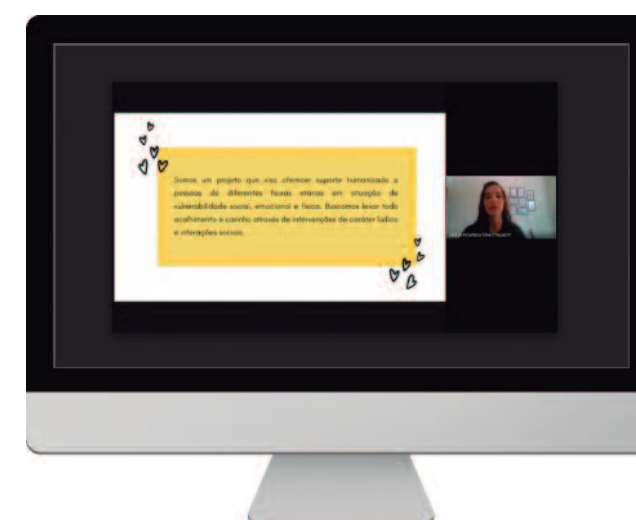 Somos um projeto que visa oferecer suporte humanizado a
pessoas de diferentes faixas etárias em situação de
vulnerabilidade social, emocional e física. Buscamos levar todo
acolhimento e carinho através de intervenções de caráter lúdico
e interações sociais.